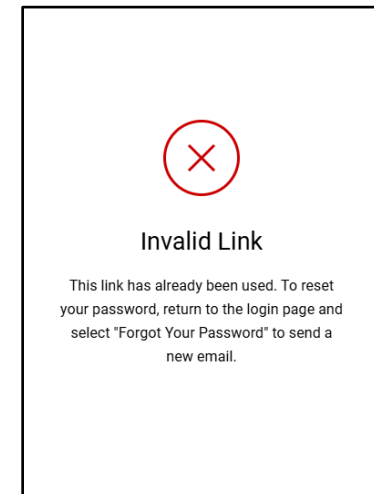 Invalid Link
This link has already been used. To reset
your password, return to the login page and
select "Forgot Your Password" to send a
new email.